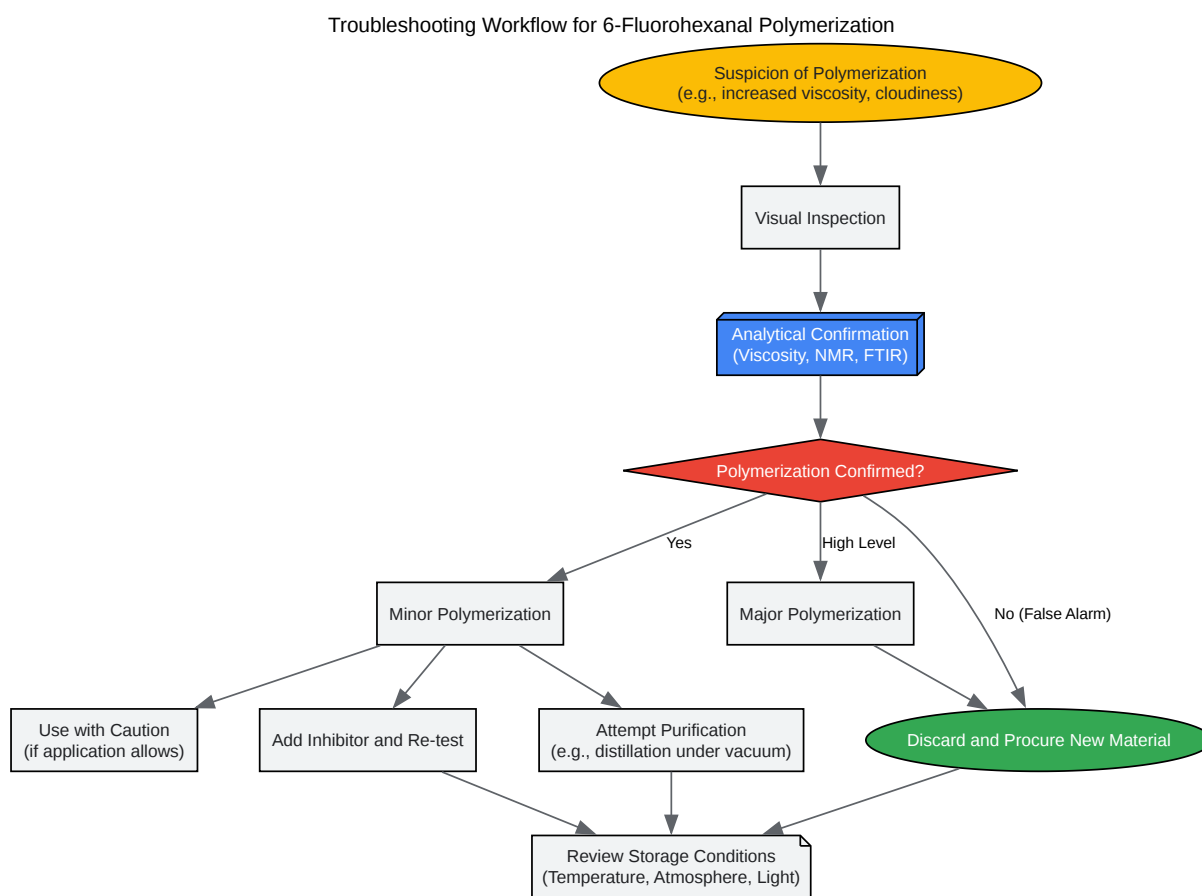 Troubleshooting Workflow for 6-Fluorohexanal Polymerization
Suspicion of Polymerization
(e.g., increased viscosity, cloudiness)
Visual Inspection
Analytical Confirmation
(Viscosity, NMR, FTIR)
Polymerization Confirmed?
Yes
High Level
No (False Alarm)
Minor Polymerization
Major Polymerization
Use with Caution
(if application allows)
Add Inhibitor and Re-test
Attempt Purification
(e.g., distillation under vacuum)
Discard and Procure New Material
Review Storage Conditions
(Temperature, Atmosphere, Light)